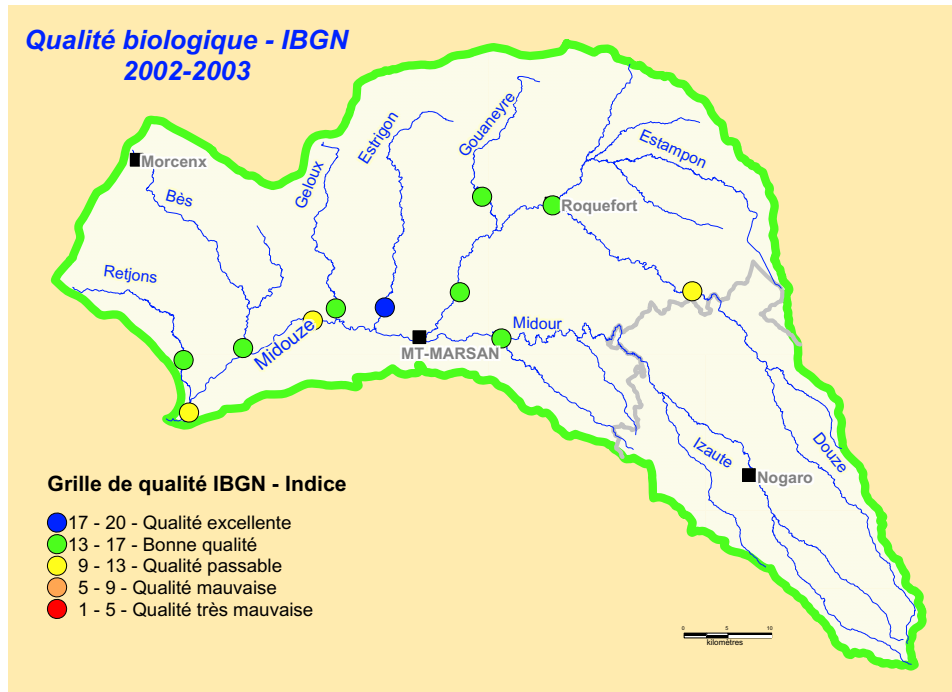 Qualité biologique - IBGN
2002-2003
Morcenx
Bès
Retjons
Geloux
Estrigon
Gouaneyre
Estampon
Roquefort
Midouze
MT-MARSAN
Midour
Izaute
Nogaro
Douze
Grille de qualité IBGN - Indice
17 - 20 - Qualité excellente
13 - 17 - Bonne qualité
9 - 13 - Qualité passable
5 - 9 - Qualité mauvaise
1 - 5 - Qualité très mauvaise
0 5 10
kilomètres